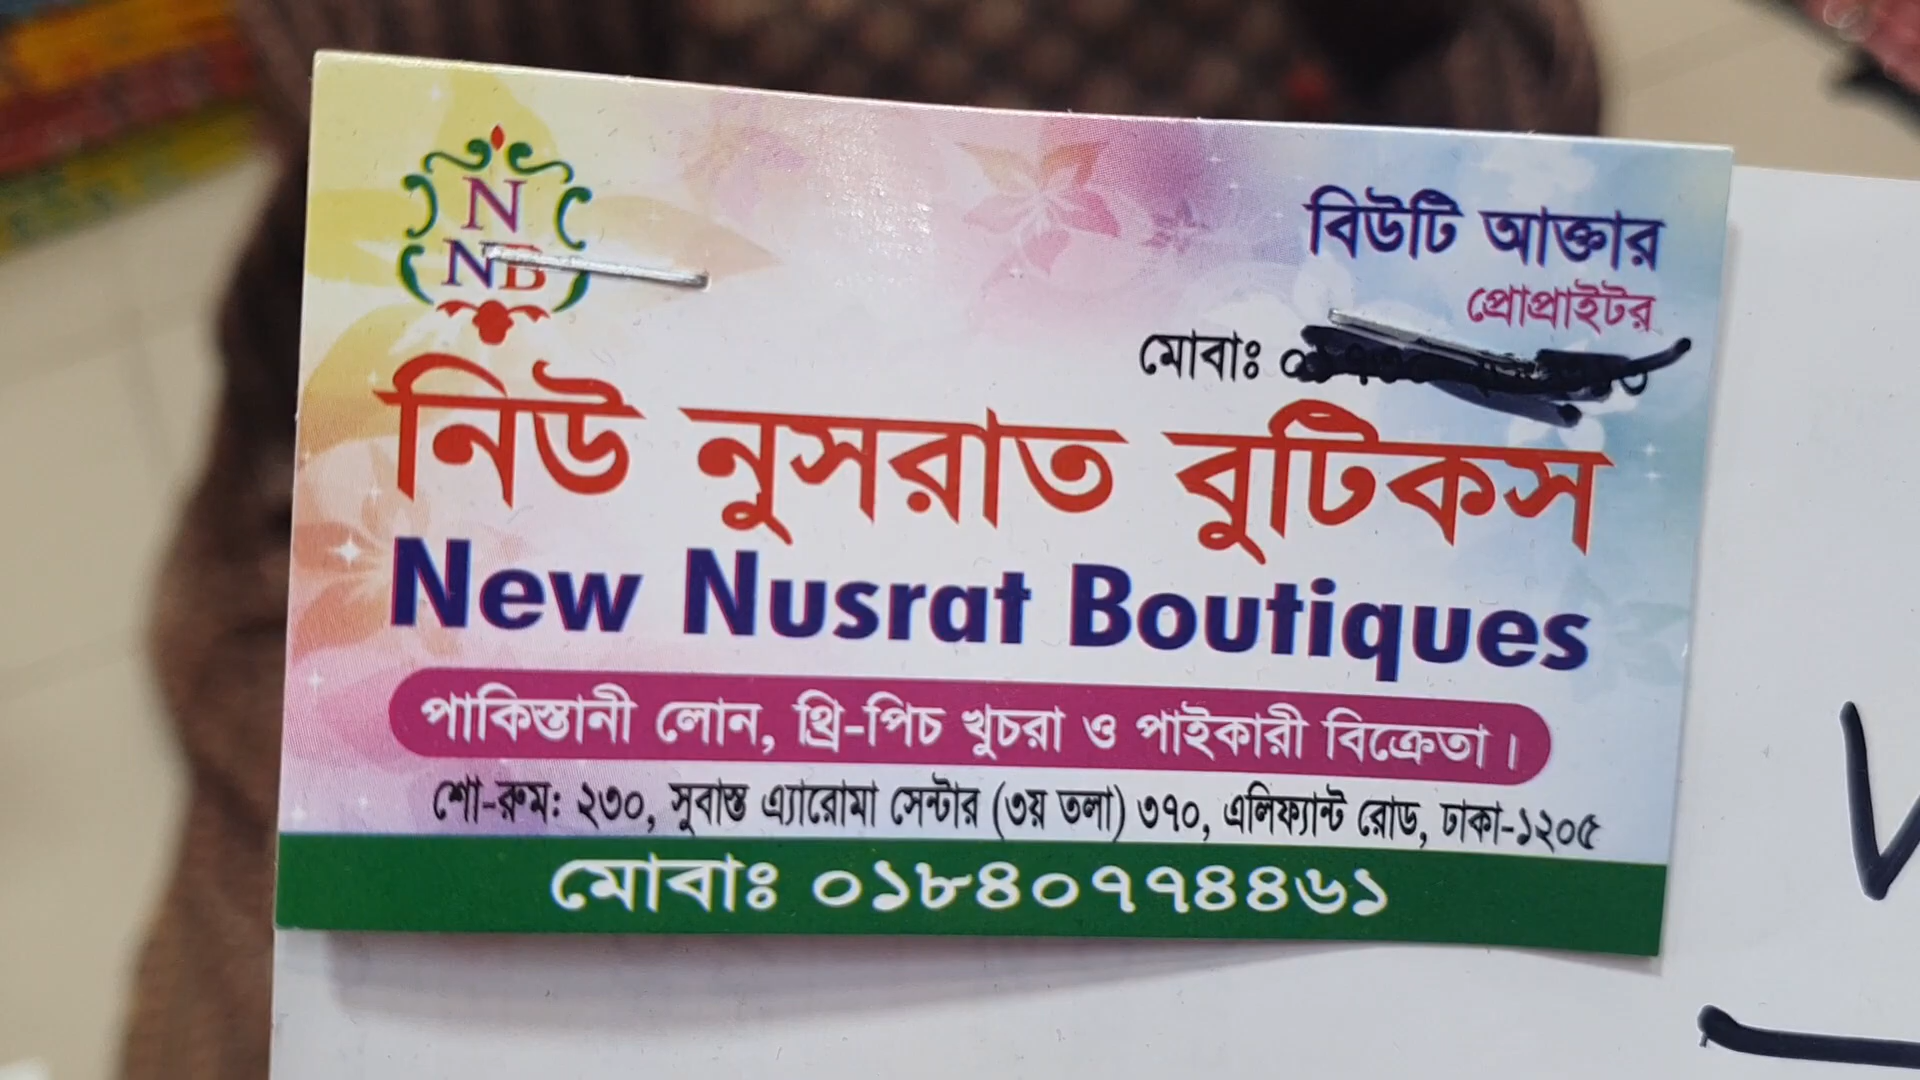 N
NB
বিউটি আক্তার
প্রোপ্রাইটর
মোবাঃ
নিউ নুসরাত বুটিকস
New Nusrat Boutiques
পাকিস্তানী লোন, থ্রি-পিচ খুচরা ও পাইকারী বিক্রেতা।
শো-রুম: ২৩০, সুবাস্ত এ্যারোমা সেন্টার (৩য় তলা) ৩৭০, এলিফ্যান্ট রোড, ঢাকা-১২০৫
মোবাঃ ০১৮৪০৭৭৪৪৬১